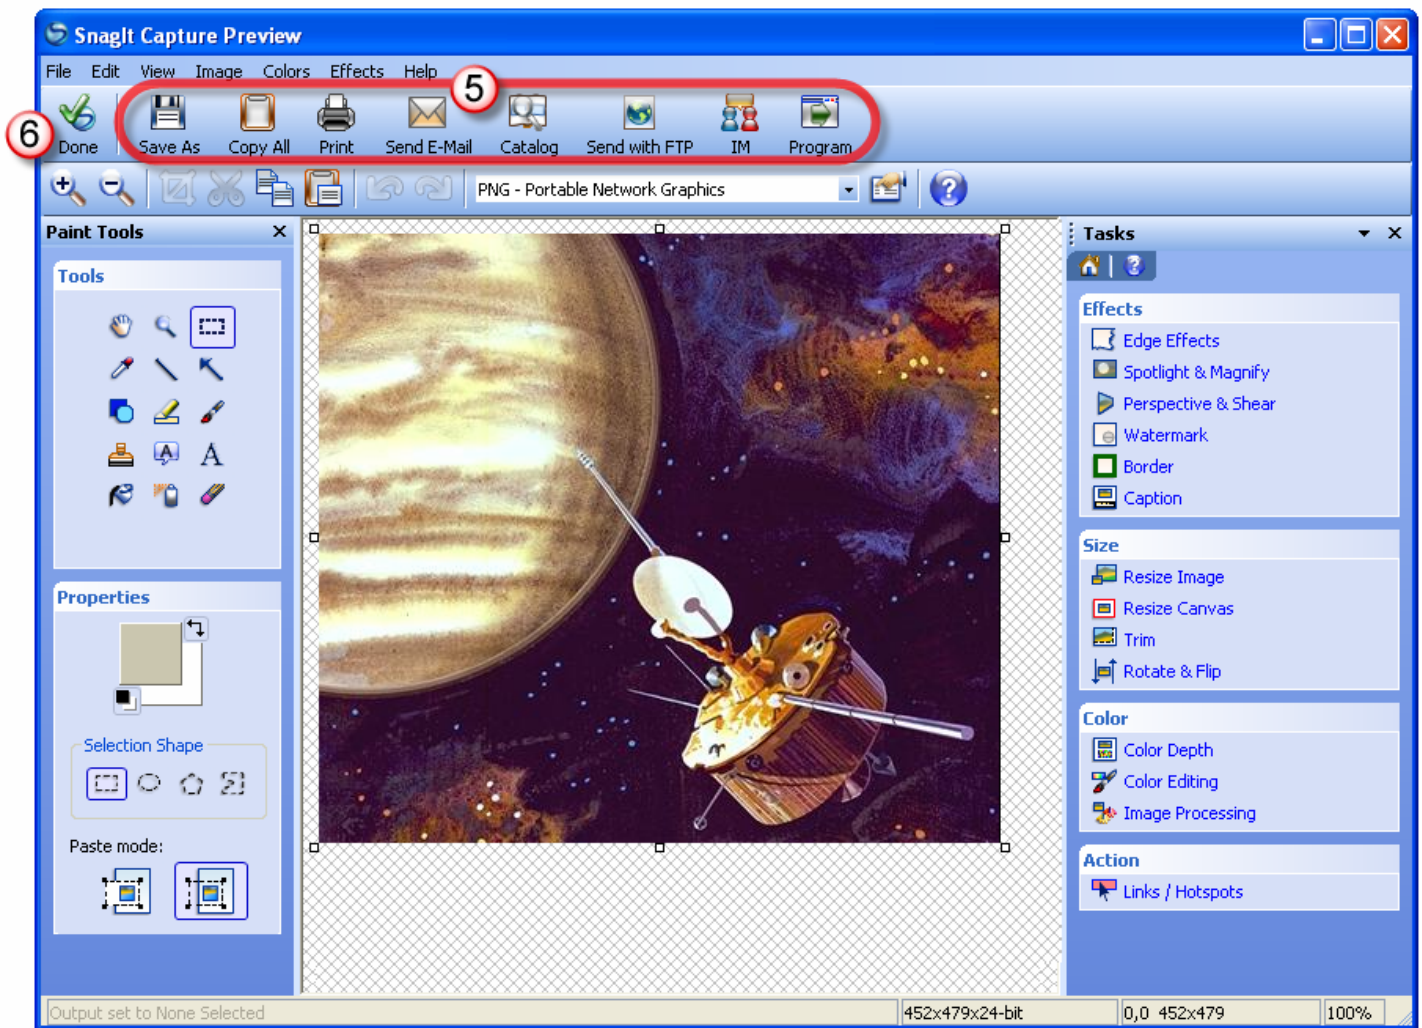 SnagIt Capture Preview
File Edit View Image Colors Effects Help
5
6
Done Save As Copy All Print Send E-Mail Catalog Send with FTP IM Program
PNG - Portable Network Graphics
Paint Tools
Tools
Properties
Selection Shape
Paste mode:
Tasks
Effects
Edge Effects
Spotlight & Magnify
Perspective & Shear
Watermark
Border
Caption
Size
Resize Image
Resize Canvas
Trim
Rotate & Flip
Color
Color Depth
Color Editing
Image Processing
Action
Links / Hotspots
Output set to None Selected 452x479x24-bit 0,0 452x479 100%